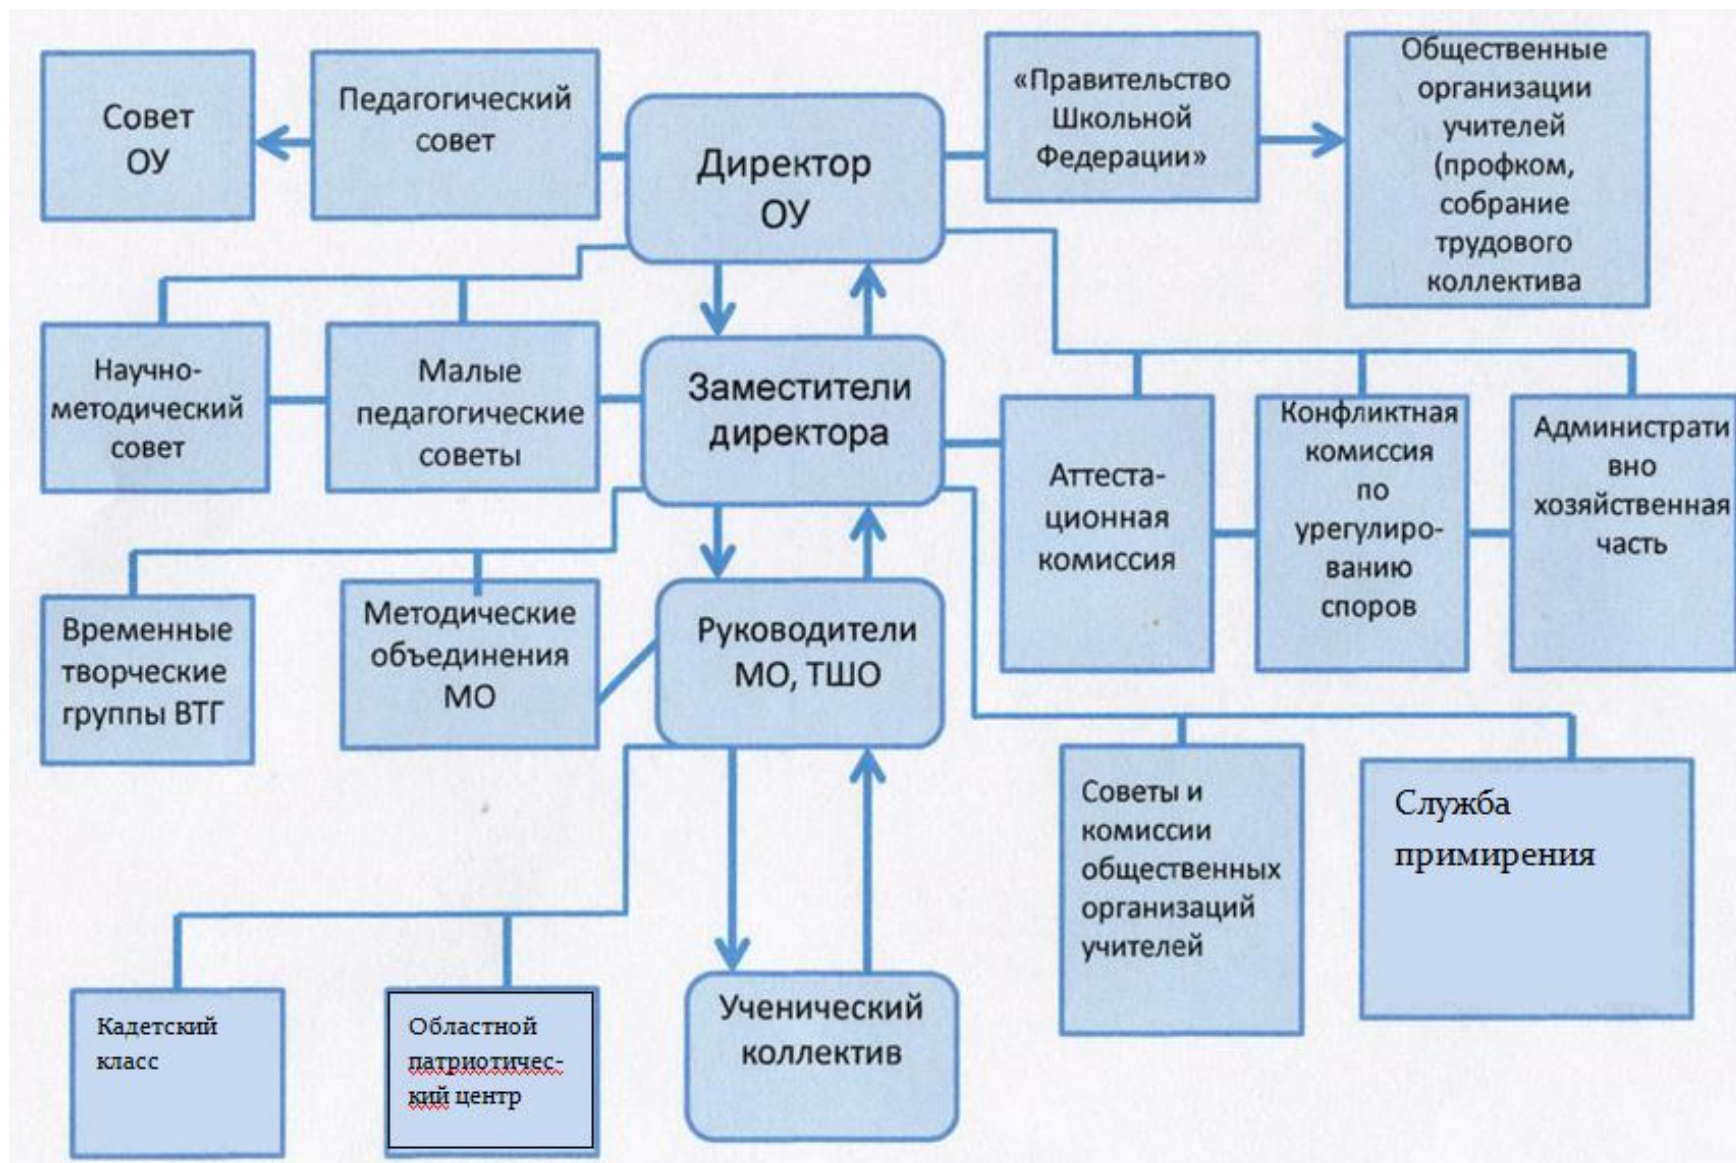 Совет
ОУ
Педагогический
совет
Директор
ОУ
«Правительство
Школьной
Федерации»
Общественные
организации
учителей
(профком,
собрание
трудового
коллектива
Научно-
методический
совет
Малые
педагогические
советы
Заместители
директора
Аттеста-
ционная
комиссия
Конфликтная
комиссия
по
урегулиро-
ванию
споров
Администрати
вно
хозяйственная
часть
Временные
творческие
группы ВТГ
Методические
объединения
МО
Руководители
МО, ТШО
Советы и
комиссии
общественных
организаций
учителей
Служба
примирения
Кадетский
класс
Областной
патриотичес-
кий центр
Ученический
коллектив